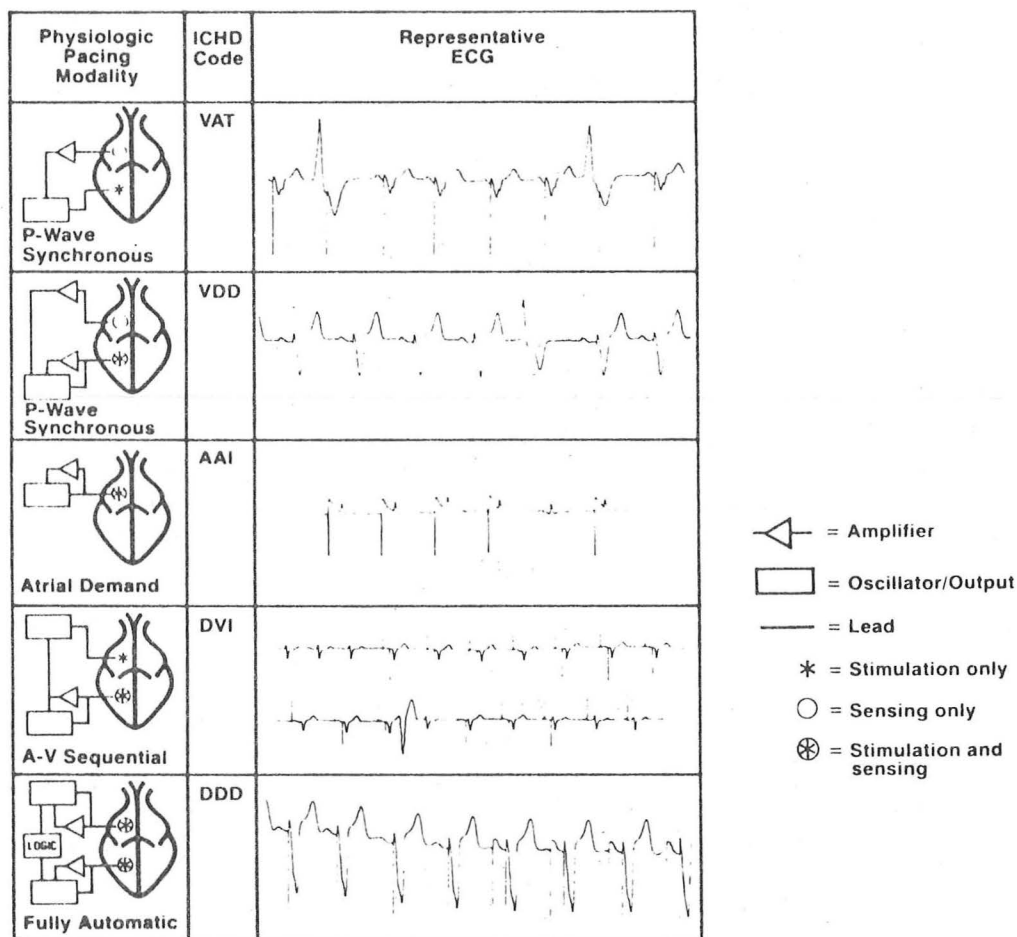 Physiologic
Pacing
Modality
ICHD
Code
Representative
ECG
VAT
P-Wave
Synchronous
VDD
P-Wave
Synchronous
AAI
Atrial Demand
DVI
A-V Sequential
DDD
LOGIC
Fully Automatic
= Amplifier
= Oscillator/Output
= Lead
= Stimulation only
= Sensing only
= Stimulation and
sensing